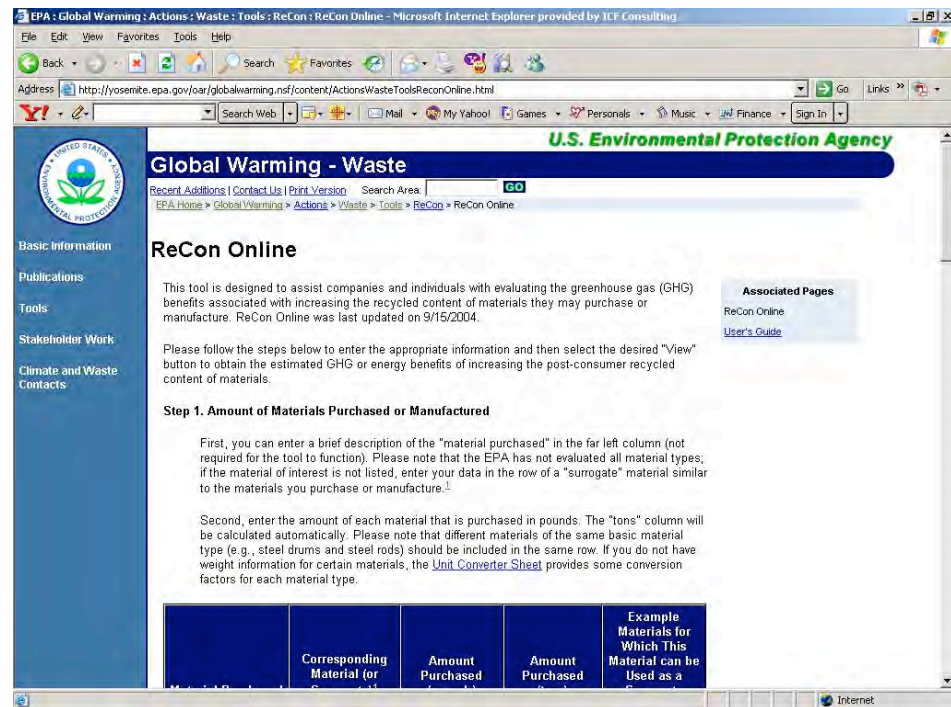 EPA : Global Warming : Actions : Waste : Tools : ReCon : ReCon Online - Microsoft Internet Explorer provided by ICF Consulting
File Edit View Favorites Tools Help
Back Search Favorites
Address http://yosemite.epa.gov/oar/globalwarming.nsf/content/ActionsWasteToolsReconOnline.html Go Links »
Y! Search Web Mail My Yahoo! Games Personals Music Finance Sign In
U.S. Environmental Protection Agency
Global Warming - Waste
Recent Additions | Contact Us | Print Version Search Area: GO
EPA Home > Global Warming > Actions > Waste > Tools > ReCon > ReCon Online
UNITED STATES
ENVIRONMENTAL PROTECTION AGENCY
Basic Information
Publications
Tools
Stakeholder Work
Climate and Waste
Contacts
ReCon Online
This tool is designed to assist companies and individuals with evaluating the greenhouse gas (GHG)
benefits associated with increasing the recycled content of materials they may purchase or
manufacture. ReCon Online was last updated on 9/15/2004.
Please follow the steps below to enter the appropriate information and then select the desired "View"
button to obtain the estimated GHG or energy benefits of increasing the post-consumer recycled
content of materials.
Associated Pages
ReCon Online
User's Guide
Step 1. Amount of Materials Purchased or Manufactured
First, you can enter a brief description of the "material purchased" in the far left column (not
required for the tool to function). Please note that the EPA has not evaluated all material types;
if the material of interest is not listed, enter your data in the row of a "surrogate" material similar
to the materials you purchase or manufacture.1
Second, enter the amount of each material that is purchased in pounds. The "tons" column will
be calculated automatically. Please note that different materials of the same basic material
type (e.g., steel drums and steel rods) should be included in the same row. If you do not have
weight information for certain materials, the Unit Converter Sheet provides some conversion
factors for each material type.
Corresponding
Material (or
Amount
Purchased
Amount
Purchased
Example
Materials for
Which This
Material can be
Used as a
Internet